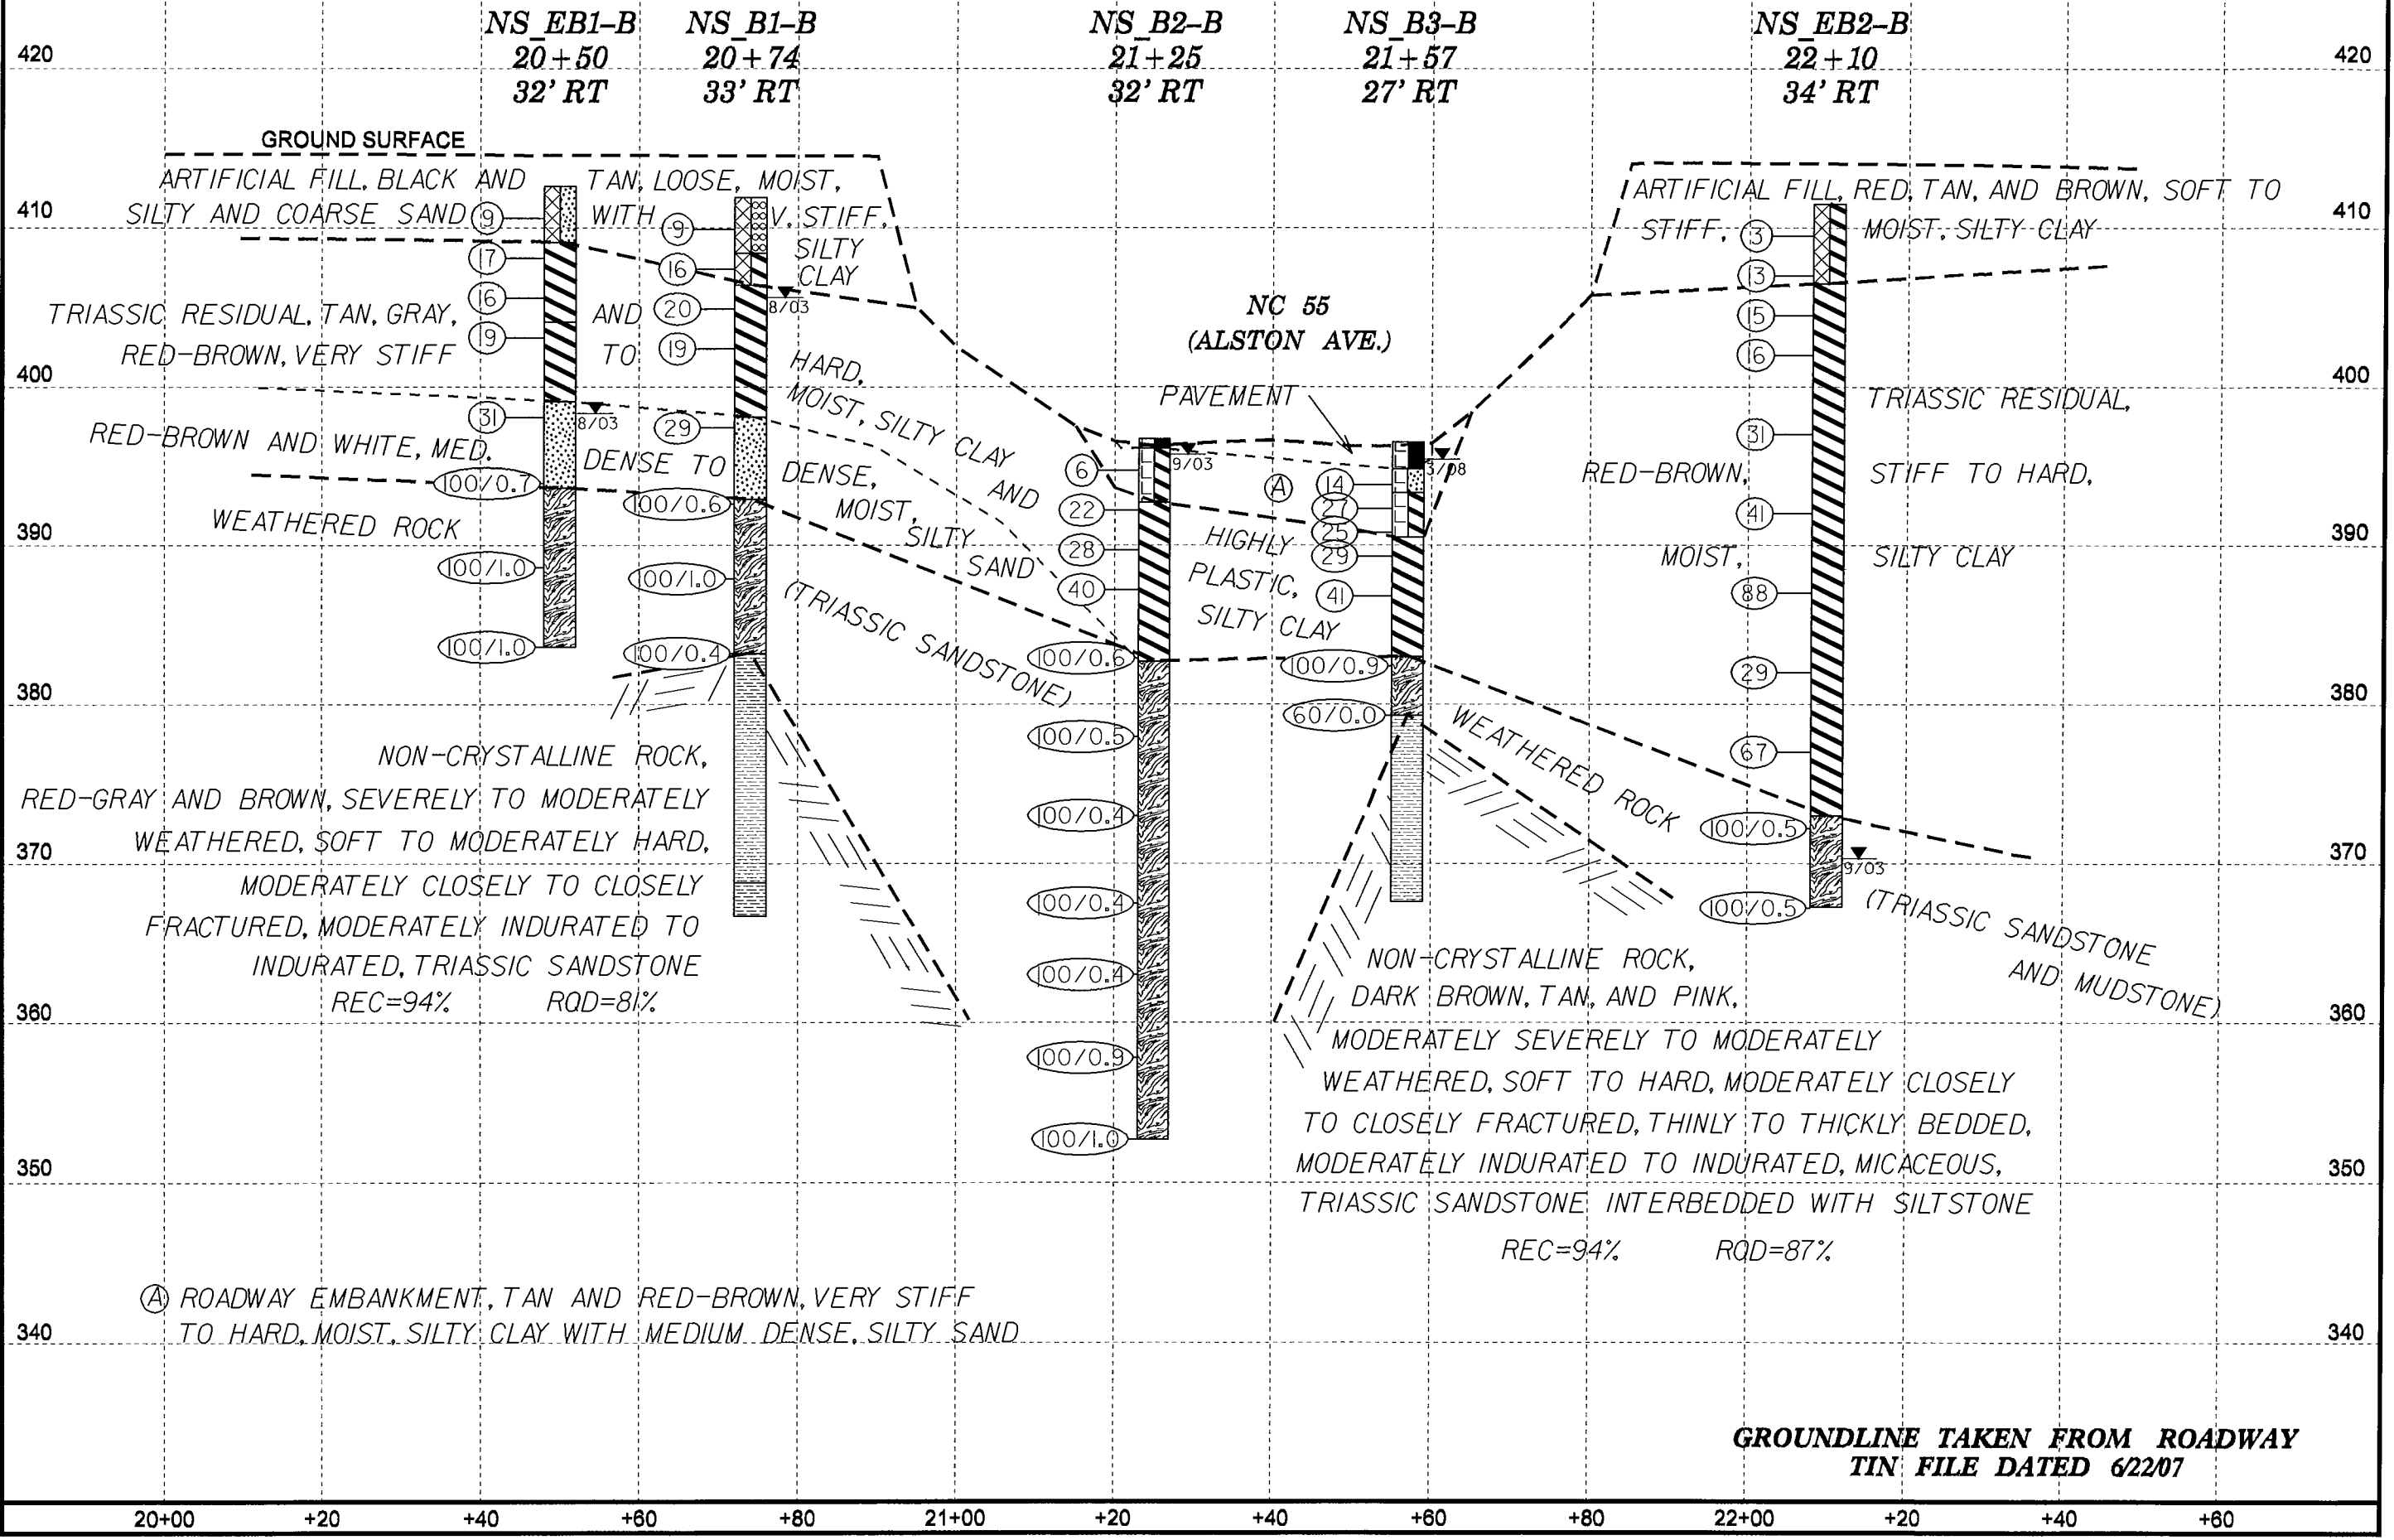 NS_EB1-B
20+50
32' RT
NS_B1-B
20+74
33' RT
NS_B2-B
21+25
32' RT
NS_B3-B
21+57
27' RT
NS_EB2-B
22+10
34' RT
420 420
GROUND SURFACE
ARTIFICIAL FILL, BLACK AND TAN, LOOSE, MOIST,
SILTY AND COARSE SAND WITH V. STIFF,
SILTY
CLAY
ARTIFICIAL FILL, RED, TAN, AND BROWN, SOFT TO
STIFF, MOIST, SILTY CLAY
410 410
9
17
16
19
31
100/0.7
100/1.0
100/1.0
8/03
9
16
20
19
29
100/0.6
100/1.0
100/0.4
8/03
TRIASSIC RESIDUAL, TAN, GRAY, AND
RED-BROWN, VERY STIFF TO
HARD,
MOIST, SILTY CLAY
AND
NC 55
(ALSTON AVE.)
PAVEMENT
400 400
RED-BROWN AND WHITE, MED. DENSE TO DENSE,
MOIST,
SILTY
SAND
WEATHERED ROCK
(TRIASSIC SANDSTONE)
6
22
28
40
100/0.6
100/0.5
100/0.4
100/0.4
100/0.4
100/0.9
100/1.0
9/03
A
HIGHLY
PLASTIC,
SILTY CLAY
14
27
25
29
41
100/0.9
60/0.0
3/08
3
13
15
16
31
41
88
29
67
100/0.5
100/0.5
9/03
TRIASSIC RESIDUAL,
RED-BROWN, STIFF TO HARD,
MOIST, SILTY CLAY
390 390
380 380
WEATHERED ROCK
(TRIASSIC SANDSTONE
AND MUDSTONE)
NON-CRYSTALLINE ROCK,
RED-GRAY AND BROWN, SEVERELY TO MODERATELY
WEATHERED, SOFT TO MODERATELY HARD,
MODERATELY CLOSELY TO CLOSELY
FRACTURED, MODERATELY INDURATED TO
INDURATED, TRIASSIC SANDSTONE
REC=94% RQD=81%
370 370
360 360
NON-CRYSTALLINE ROCK,
DARK BROWN, TAN, AND PINK,
MODERATELY SEVERELY TO MODERATELY
WEATHERED, SOFT TO HARD, MODERATELY CLOSELY
TO CLOSELY FRACTURED, THINLY TO THICKLY BEDDED,
MODERATELY INDURATED TO INDURATED, MICACEOUS,
TRIASSIC SANDSTONE INTERBEDDED WITH SILTSTONE
REC=94% RQD=87%
350 350
A ROADWAY EMBANKMENT, TAN AND RED-BROWN, VERY STIFF
TO HARD, MOIST, SILTY CLAY WITH MEDIUM DENSE, SILTY SAND
340 340
GROUNDLINE TAKEN FROM ROADWAY
TIN FILE DATED 6/22/07
20+00 +20 +40 +60 +80 21+00 +20 +40 +60 +80 22+00 +20 +40 +60